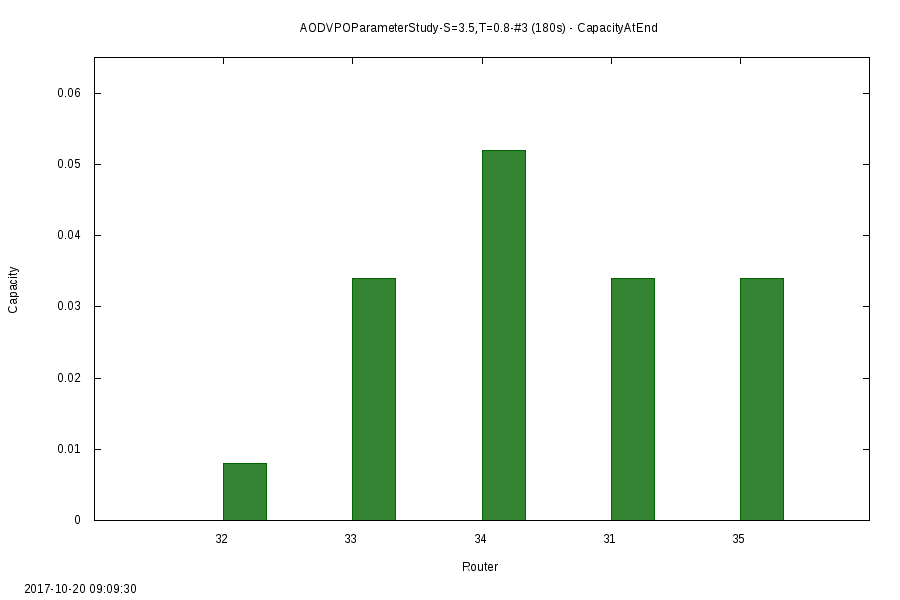 AODVPOParameterStudy-S=3.5,T=0.8-#3 (180s) - CapacityAtEnd
0.06
0.05
0.04
0.03
0.02
0.01
0
Capacity
32 33 34 31 35
Router
2017-10-20 09:09:30